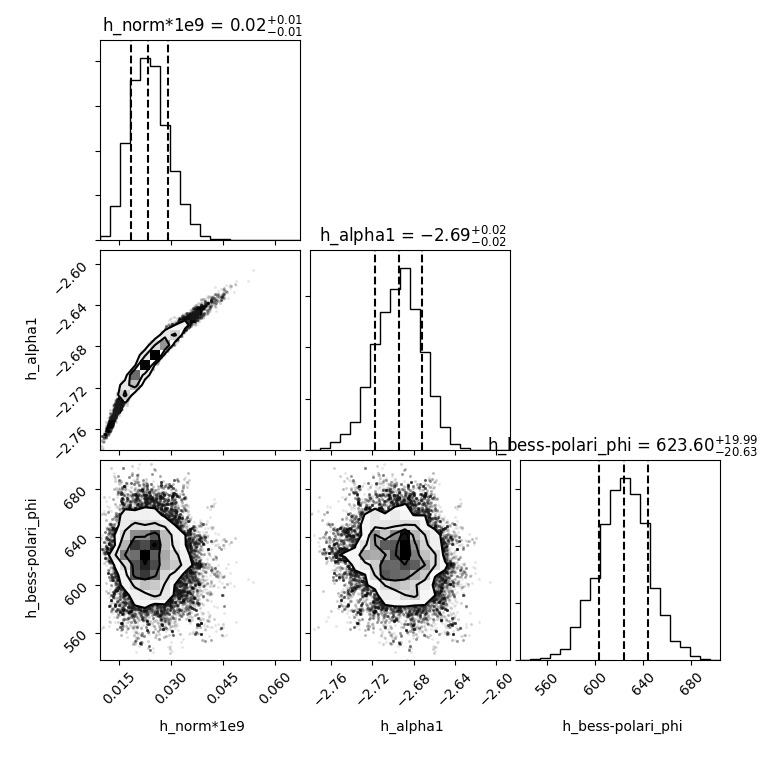 h_norm*1e9 = 0.02+0.01 −0.01
h_alpha1 = −2.69+0.02 −0.02
−2.60
−2.64
−2.68
−2.72
−2.76
h_alpha1
h_bess-polari_phi = 623.60+19.99 −20.63
680
640
600
560
h_bess-polari_phi
0.015 0.030 0.045 0.060
−2.76 −2.72 −2.68 −2.64 −2.60
560 600 640 680
h_norm*1e9 h_alpha1 h_bess-polari_phi